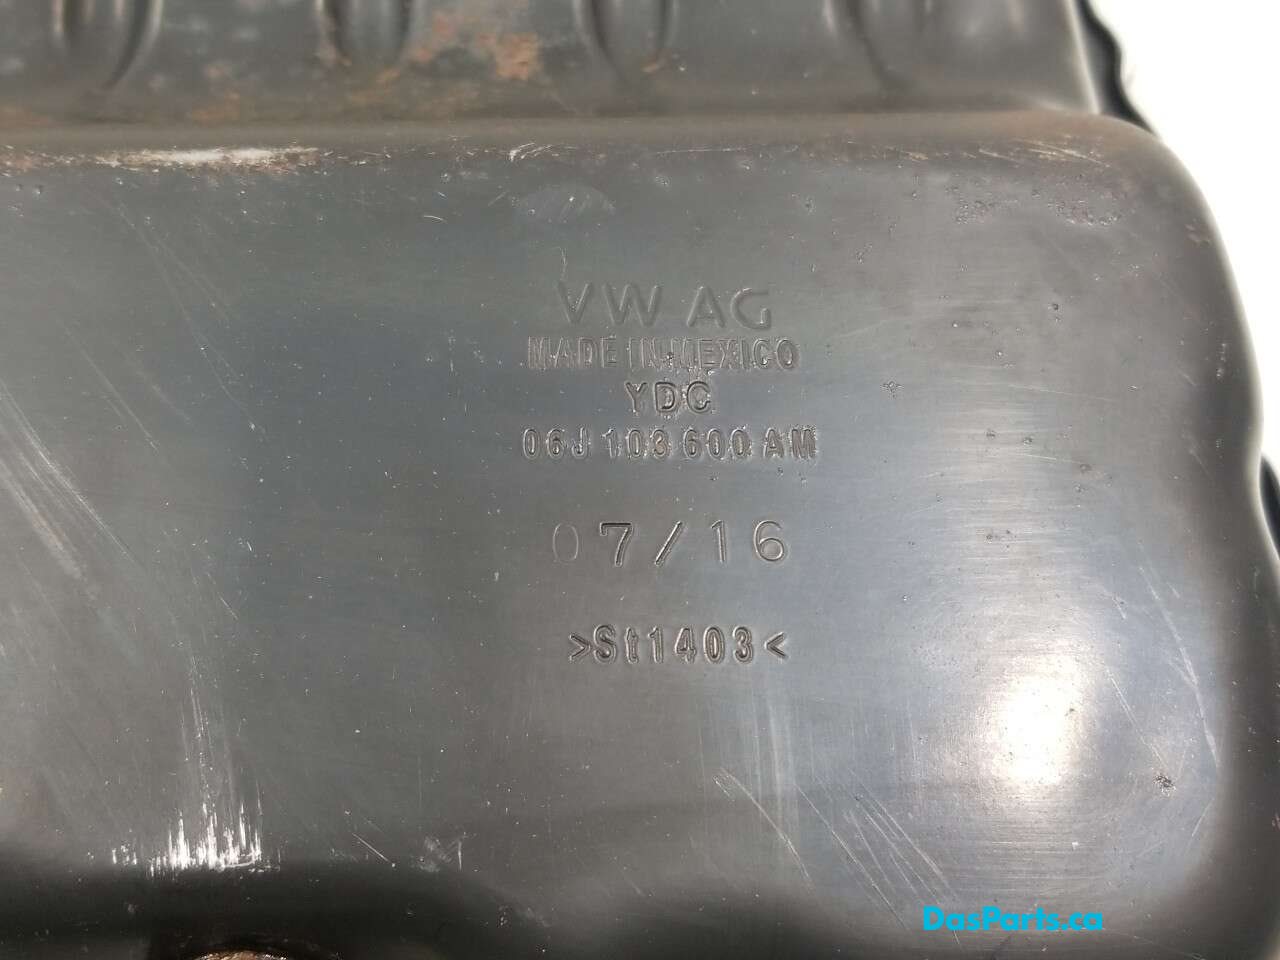 VW AG
MADE IN MEXICO
YDC
06J 103 600 AM
07/16
>St1403<
DasParts.ca